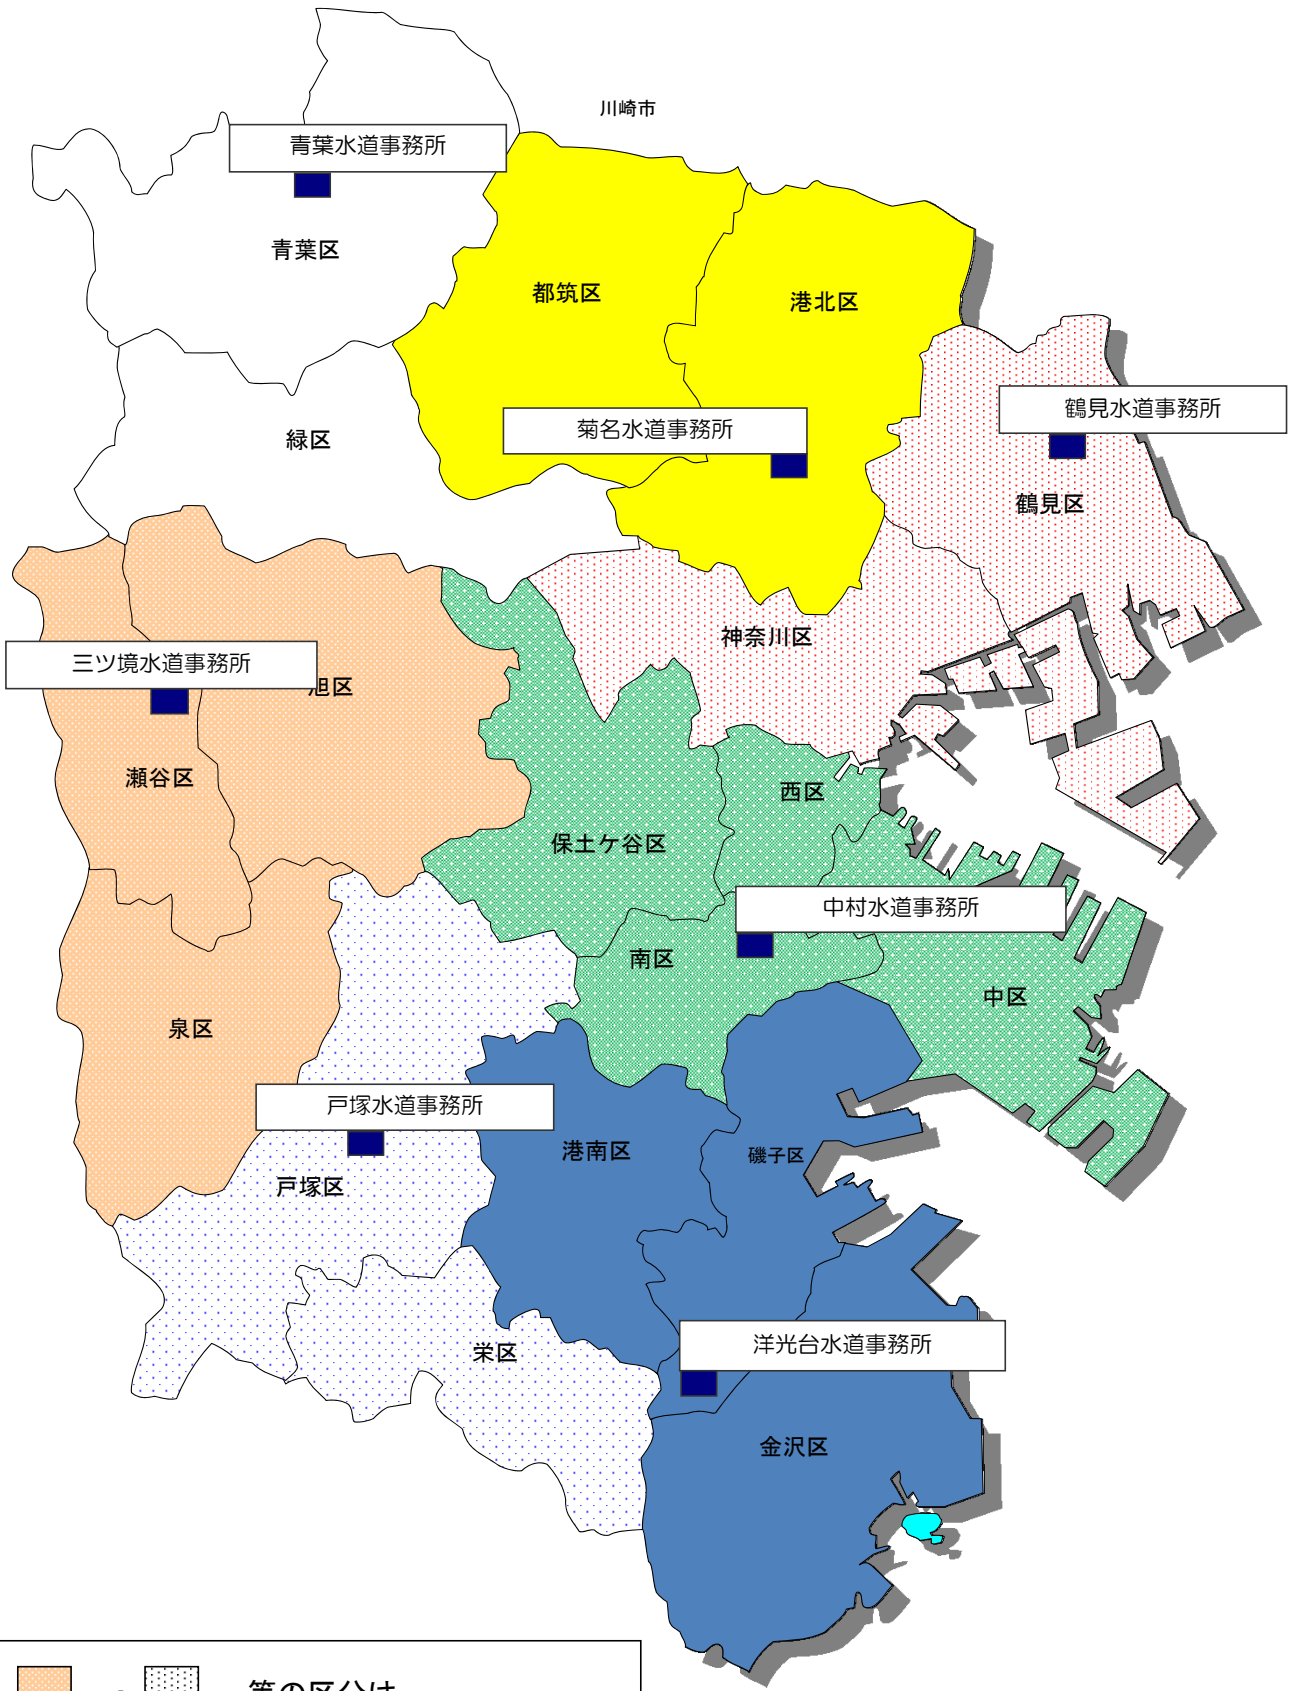 川崎市
青葉水道事務所
青葉区
都筑区
港北区
鶴見水道事務所
菊名水道事務所
緑区
鶴見区
神奈川区
三ツ境水道事務所
旭区
瀬谷区
西区
保土ケ谷区
中村水道事務所
南区
中区
泉区
戸塚水道事務所
港南区
磯子区
戸塚区
洋光台水道事務所
栄区
金沢区
等の区分は